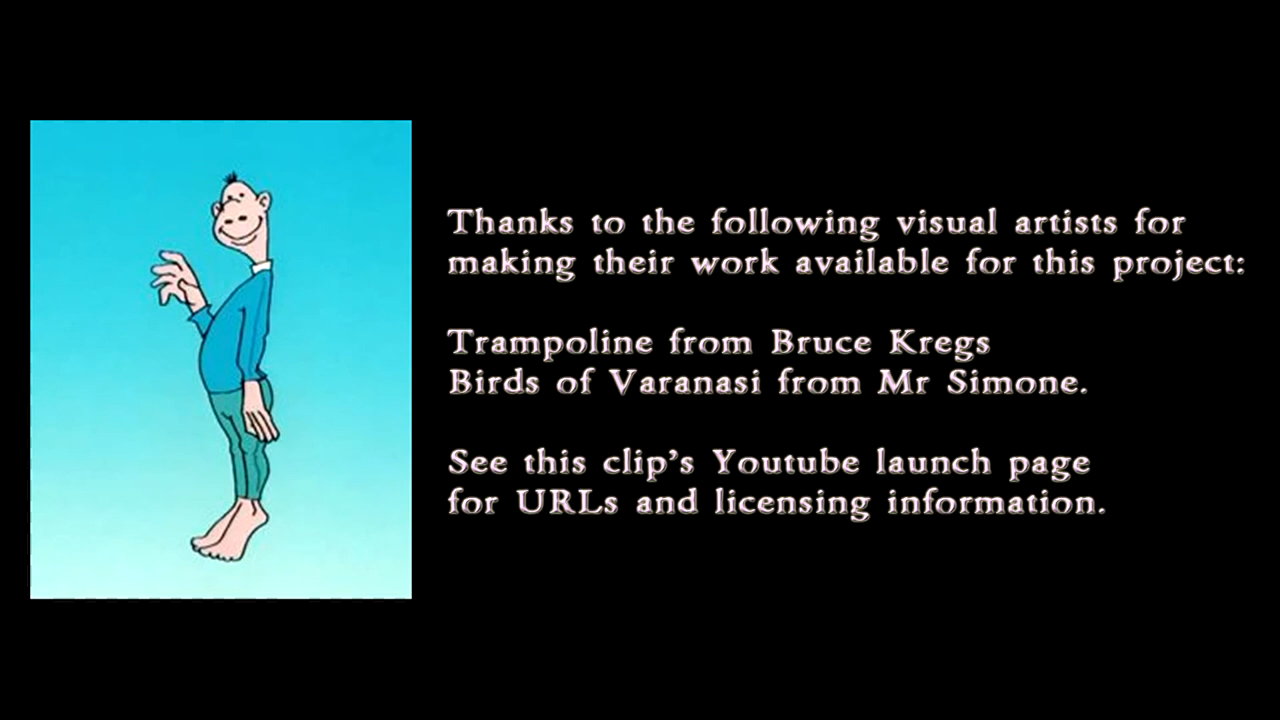 Thanks to the following visual artists for
making their work available for this project:
Trampoline from Bruce Kregs
Birds of Varanasi from Mr Simone.
See this clip's Youtube launch page
for URLs and licensing information.